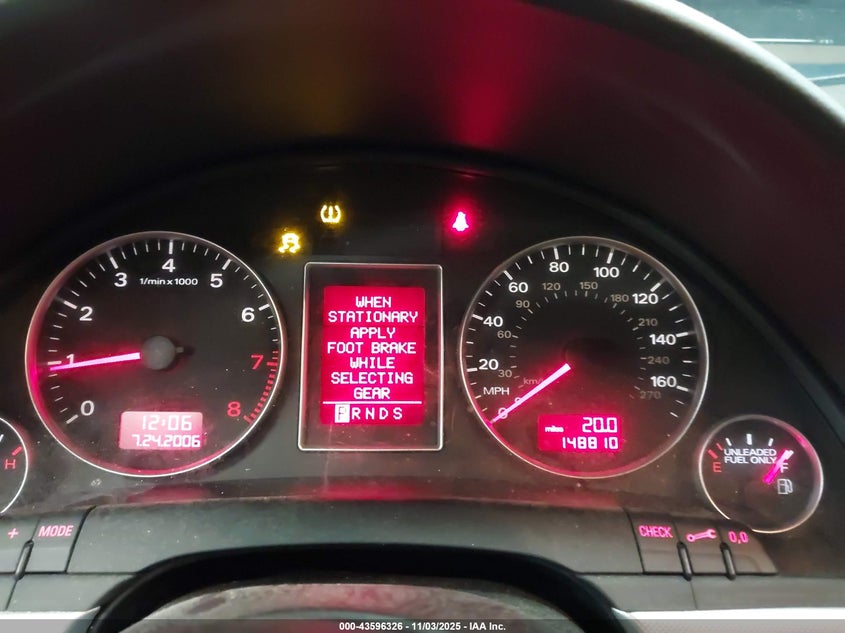 1/min x 1000
0
1
2
3
4
5
6
7
8
12:06
7.24.2006
WHEN
STATIONARY
APPLY
FOOT BRAKE
WHILE
SELECTING
GEAR
PRNDS
MPH
km/h
0
20
40
60
80
100
120
140
160
0
30
60
90
120
150
180
210
240
270
miles 20.0
148810
H
UNLEADED
FUEL ONLY
E F
+ MODE
CHECK 0,0
000-43596326 - 11/03/2025 - IAA Inc.